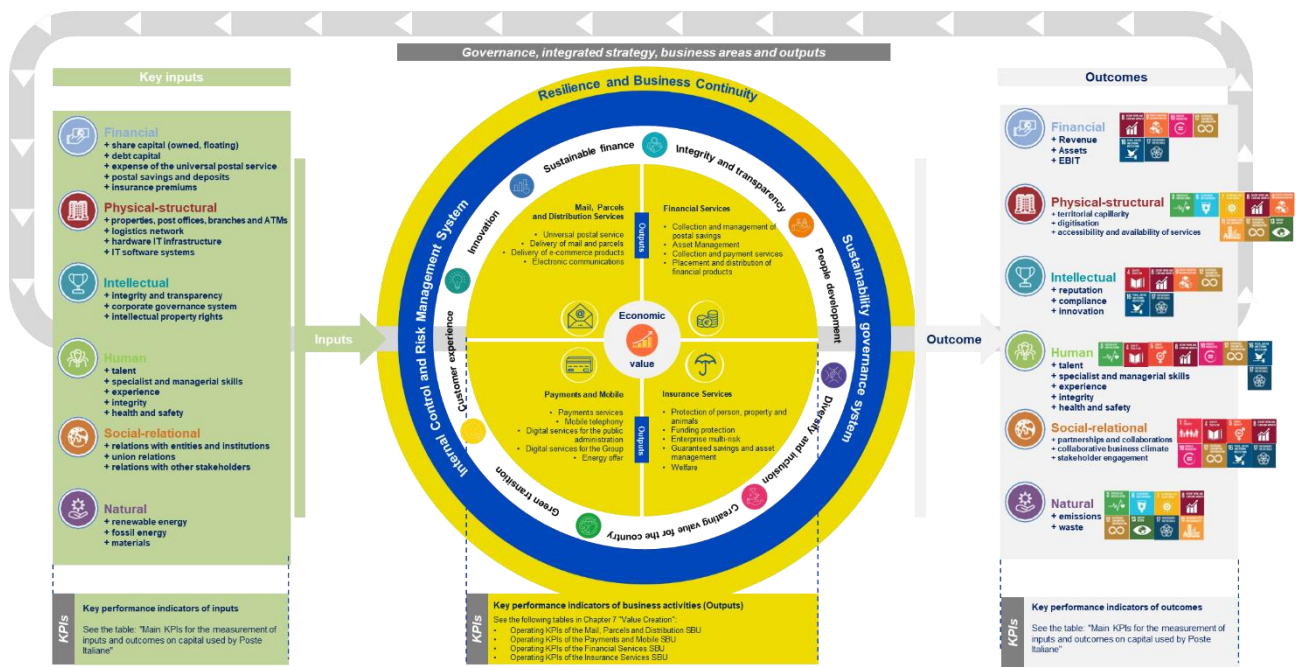 Governance, integrated strategy, business areas and outputs
Key inputs
Financial
+ share capital (owned, floating)
+ debt capital
+ expense of the universal postal service
+ postal savings and deposits
+ insurance premiums
Physical-structural
+ properties, post offices, branches and ATMs
+ logistics network
+ hardware IT infrastructure
+ IT software systems
Intellectual
+ integrity and transparency
+ corporate governance system
+ intellectual property rights
Human
+ talent
+ specialist and managerial skills
+ experience
+ integrity
+ health and safety
Social-relational
+ relations with entities and institutions
+ union relations
+ relations with other stakeholders
Natural
+ renewable energy
+ fossil energy
+ materials
KPIs
Key performance indicators of inputs
See the table: "Main KPIs for the measurement of
inputs and outcomes on capital used by Poste
Italiane"
Inputs
Resilience and Business Continuity
Internal Control and Risk Management System
Sustainability governance system
Sustainable finance
Integrity and transparency
People development
Diversity and inclusion
Creating value for the country
Green transition
Customer experience
Innovation
Mail, Parcels
and Distribution Services
• Universal postal service
• Delivery of mail and parcels
• Delivery of e-commerce products
• Electronic communications
Outputs
Financial Services
• Collection and management of
postal savings
• Asset Management
• Collection and payment services
• Placement and distribution of
financial products
Economic
value
Payments and Mobile
• Payments services
• Mobile telephony
• Digital services for the public
administration
• Digital services for the Group
• Energy offer
Outputs
Insurance Services
• Protection of person, property and
animals
• Funding protection
• Enterprise multi-risk
• Guaranteed savings and asset
management
• Welfare
KPIs
Key performance indicators of business activities (Outputs)
See the following tables in Chapter 7 "Value Creation":
• Operating KPIs of the Mail, Parcels and Distribution SBU
• Operating KPIs of the Payments and Mobile SBU
• Operating KPIs of the Financial Services SBU
• Operating KPIs of the Insurance Services SBU
Outcome
Outcomes
Financial
+ Revenue
+ Assets
+ EBIT
Physical-structural
+ territorial capillarity
+ digitisation
+ accessibility and availability of services
Intellectual
+ reputation
+ compliance
+ innovation
Human
+ talent
+ specialist and managerial skills
+ experience
+ integrity
+ health and safety
Social-relational
+ partnerships and collaborations
+ collaborative business climate
+ stakeholder engagement
Natural
+ emissions
+ waste
KPIs
Key performance indicators of outcomes
See the table: "Main KPIs for the measurement of
inputs and outcomes on capital used by Poste
Italiane"